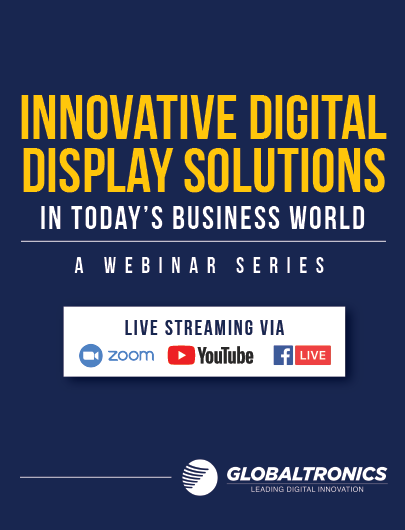 INNOVATIVE DIGITAL
DISPLAY SOLUTIONS
IN TODAY'S BUSINESS WORLD
A WEBINAR SERIES
LIVE STREAMING VIA
zoom YouTube f LIVE
GLOBALTRONICS
LEADING DIGITAL INNOVATION